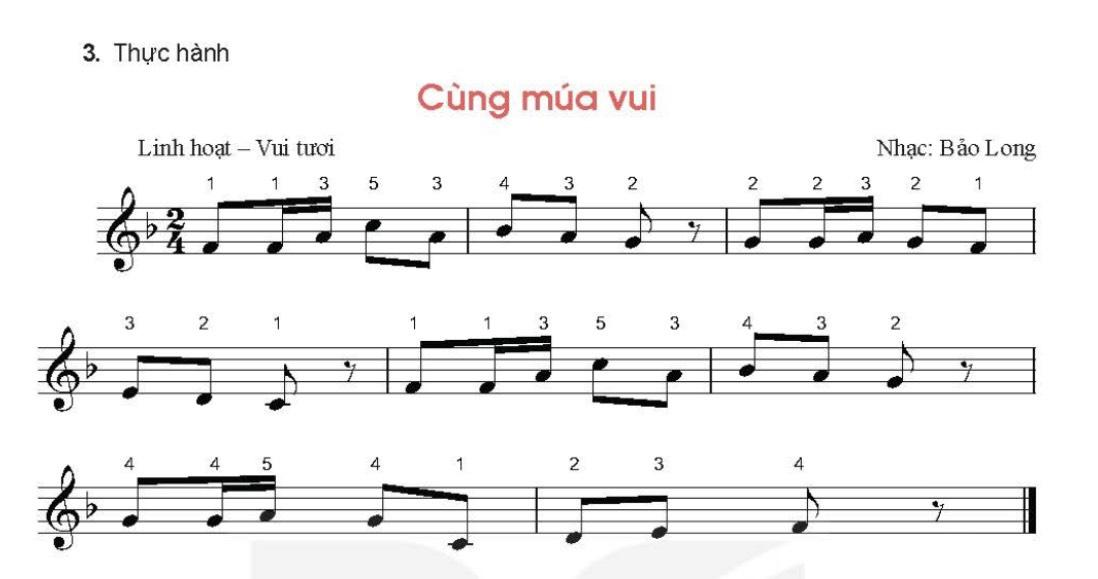 3. Thực hành
Cùng múa vui
Linh hoạt – Vui tươi
Nhạc: Bảo Long
1 1 3 5 3 4 3 2 2 2 3 2 1
2
4
3 2 1 1 1 3 5 3 4 3 2
4 4 5 4 1 2 3 4